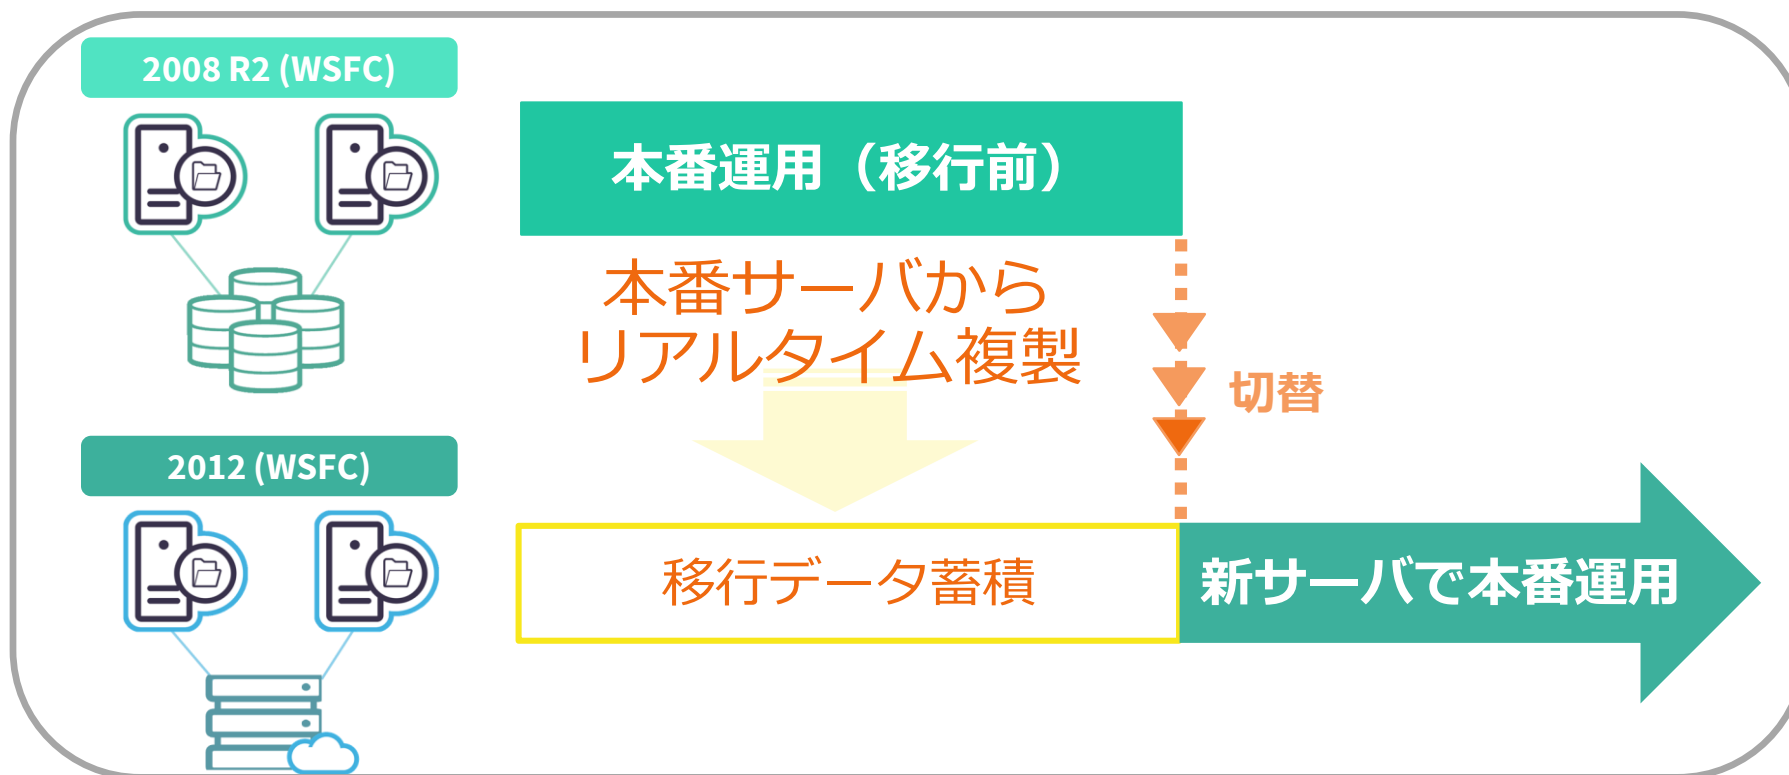 2008 R2 (WSFC)
本番運用（移行前）
本番サーバから
リアルタイム複製
切替
2012 (WSFC)
移行データ蓄積
新サーバで本番運用